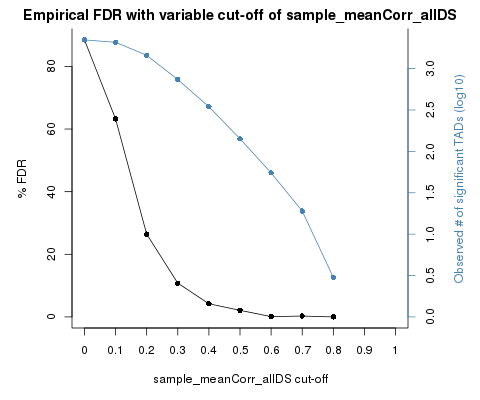 Empirical FDR with variable cut-off of sample_meanCorr_allDS
% FDR
80
60
40
20
0
3.0
2.5
2.0
1.5
1.0
0.5
0.0
Observed # of significant TADs (log10)
0 0.1 0.2 0.3 0.4 0.5 0.6 0.7 0.8 0.9 1
sample_meanCorr_allDS cut-off